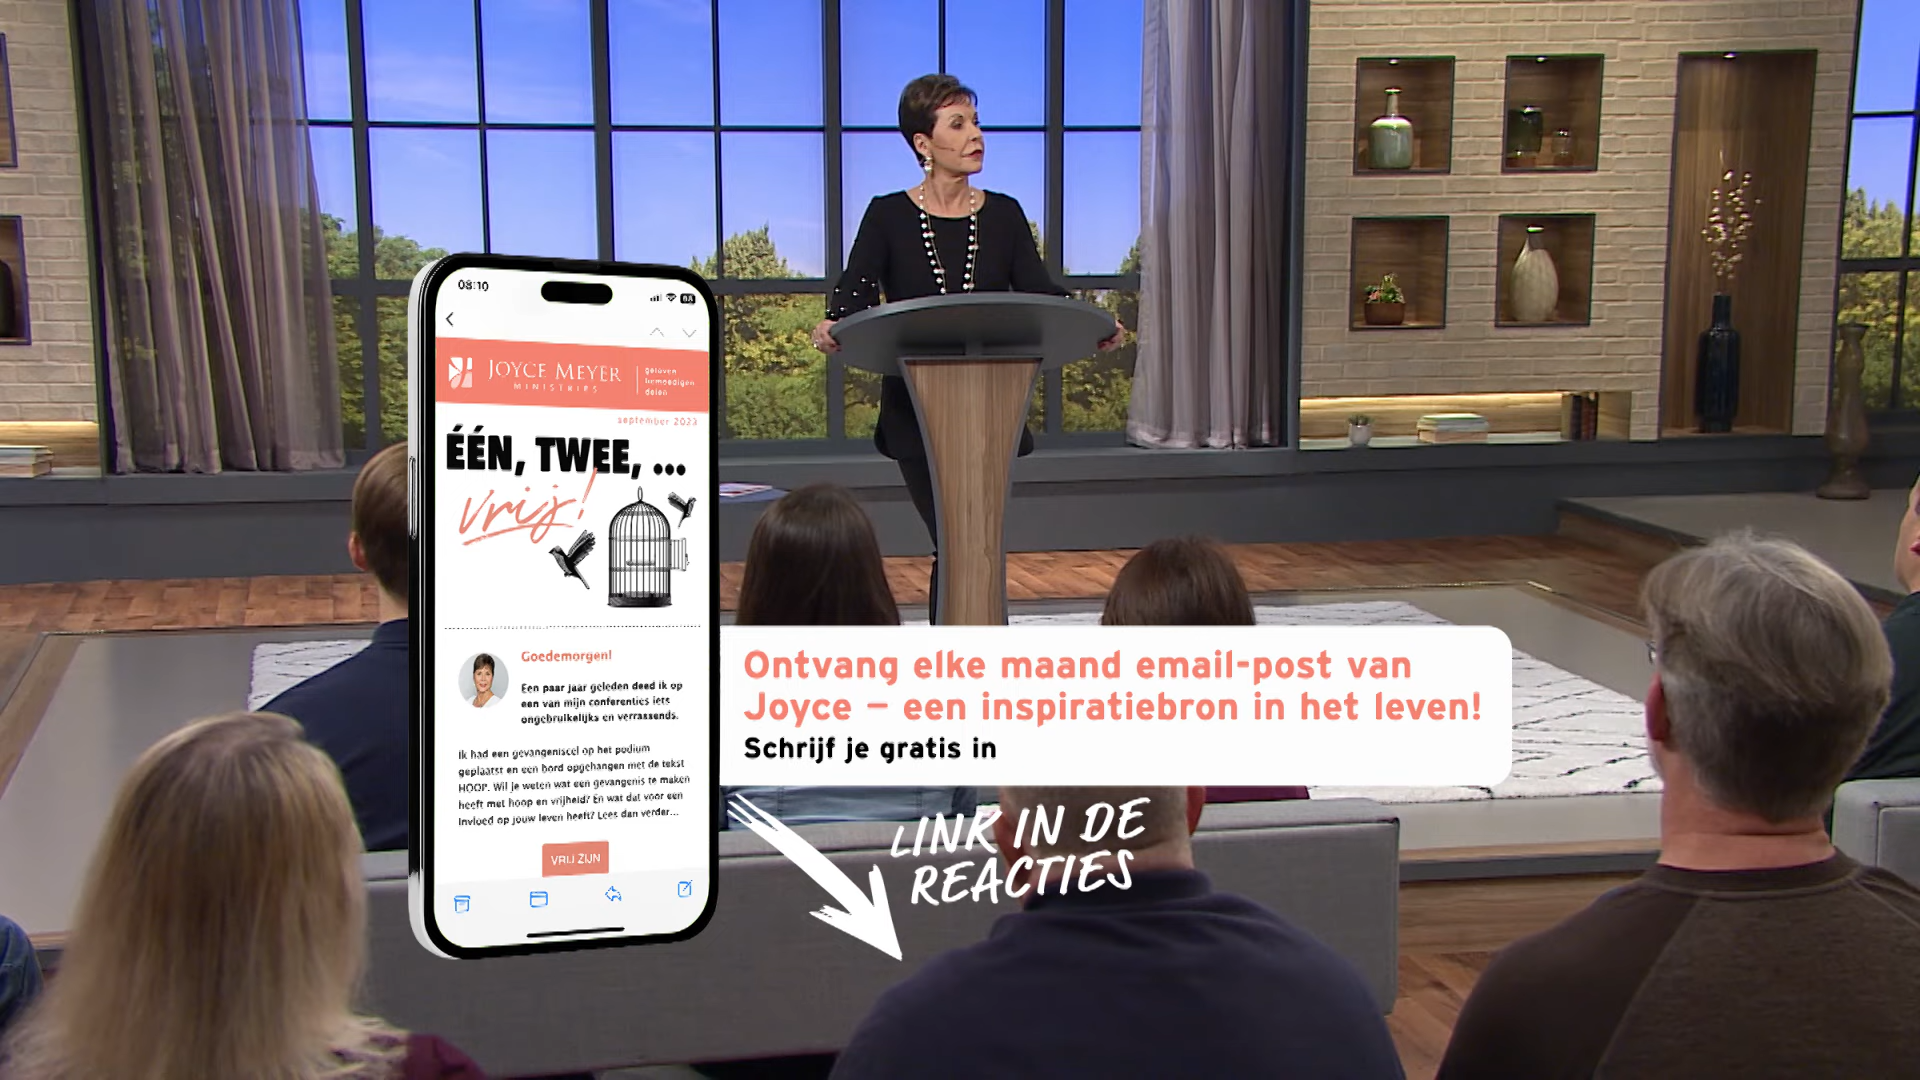 08:10
JOYCE MEYER
MINISTRIES
geloven
bemoedigen
delen
september 2023
ÉÉN, TWEE, ...
vrij!
Goedemorgen!
Een paar jaar geleden deed ik op
een van mijn conferenties iets
ongebruikelijks en verrassends.
Ik had een gevangeniscel op het podium
geplaatst en een bord opgehangen met de tekst
HOOP. Wil je weten wat een gevangenis te maken
heeft met hoop en vrijheid? En wat dat voor een
invloed op jouw leven heeft? Lees dan verder...
VRIJ ZIJN
Ontvang elke maand email-post van
Joyce – een inspiratiebron in het leven!
Schrijf je gratis in
LINK IN DE
REACTIES